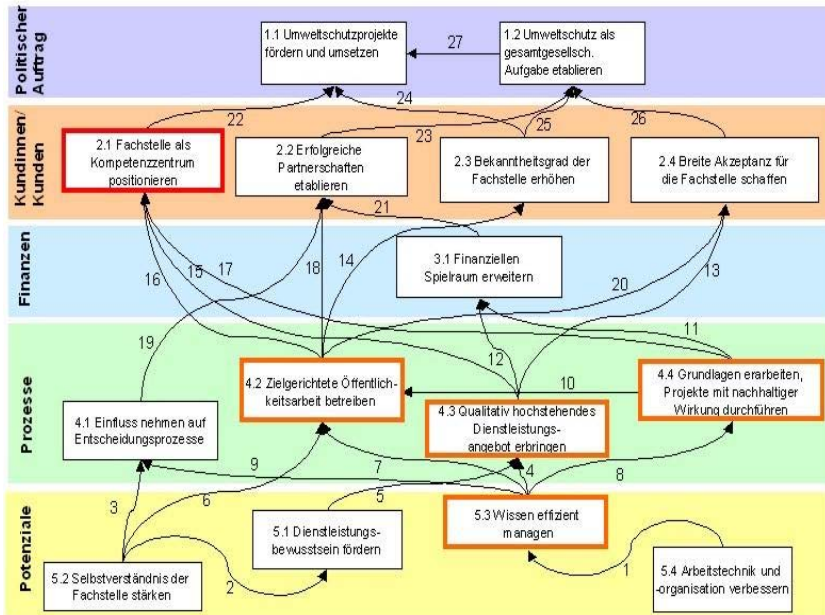 Politischer
Auftrag
1.1 Umweltschutzprojekte
fördern und umsetzen
27
1.2 Umweltschutz als
gesamtgesellsch.
Aufgabe etablieren
22
24
23
25
26
Kundinnen/
Kunden
2.1 Fachstelle als
Kompetenzzentrum
positionieren
2.2 Erfolgreiche
Partnerschaften
etablieren
2.3 Bekanntheitsgrad der
Fachstelle erhöhen
2.4 Breite Akzeptanz für
die Fachstelle schaffen
21
Finanzen
16
15
17
18
14
3.1 Finanziellen
Spielraum erweitern
20
13
Prozesse
19
12
11
10
4.1 Einfluss nehmen auf
Entscheidungsprozesse
4.2 Zielgerichtete Öffentlich-
keitsarbeit betreiben
4.3 Qualitativ hochstehendes
Dienstleistungs-
angebot erbringen
4.4 Grundlagen erarbeiten,
Projekte mit nachhaltiger
Wirkung durchführen
9
7
4
8
3
6
5
Potenziale
5.2 Selbstverständnis der
Fachstelle stärken
2
5.1 Dienstleistungs-
bewusstsein fördern
5.3 Wissen effizient
managen
1
5.4 Arbeitstechnik und
-organisation verbessern